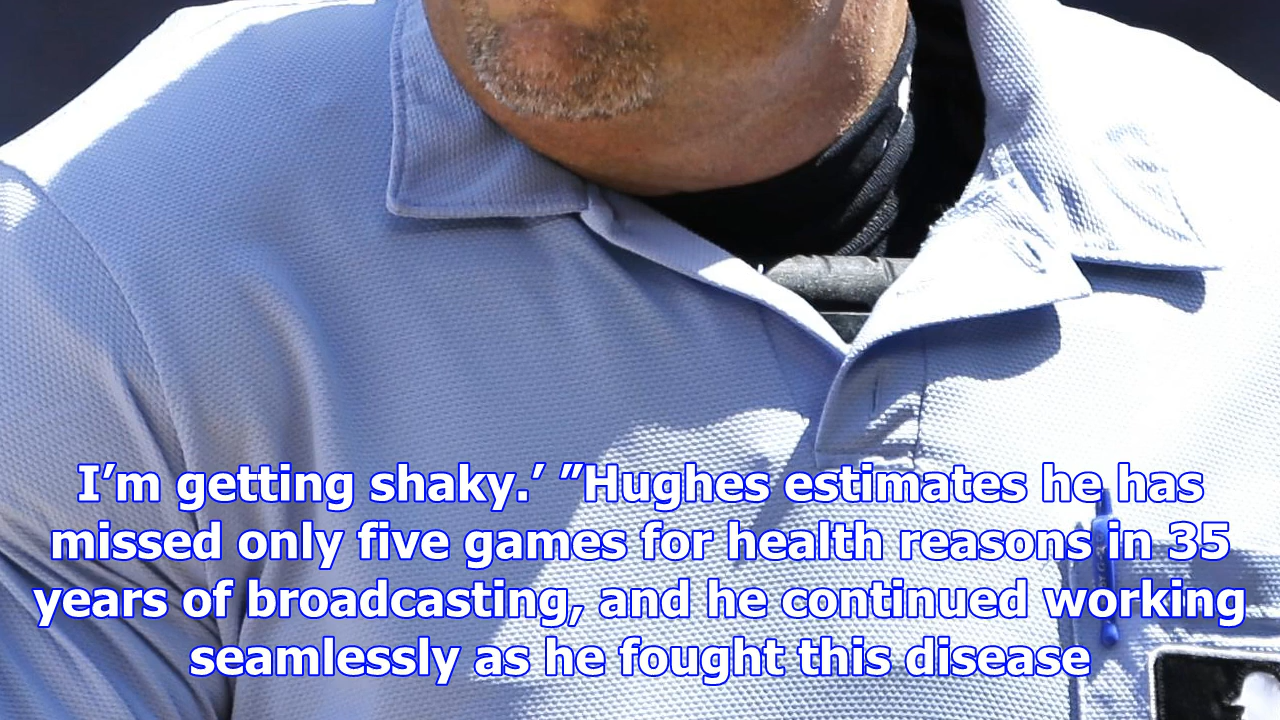 I’m getting shaky.’ ”Hughes estimates he has
missed only five games for health reasons in 35
years of broadcasting, and he continued working
seamlessly as he fought this disease